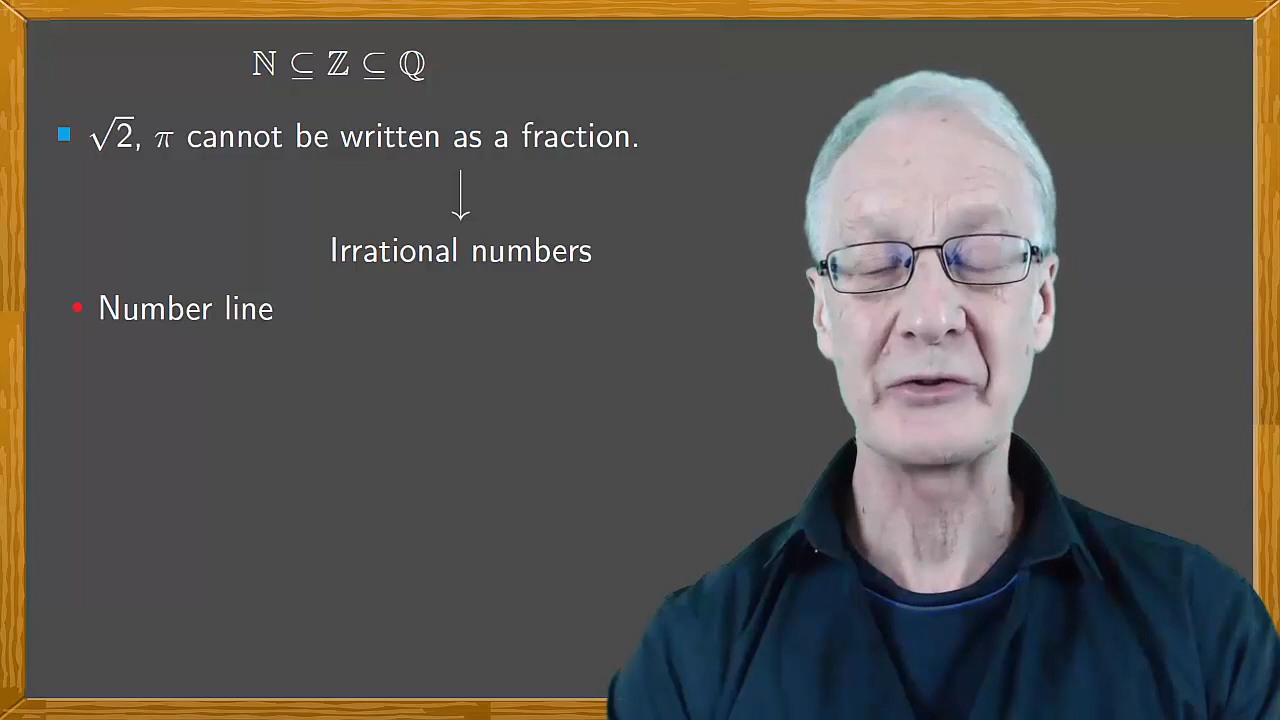 ℕ ⊆ ℤ ⊆ ℚ
√2, π cannot be written as a fraction.
↓
Irrational numbers
• Number line